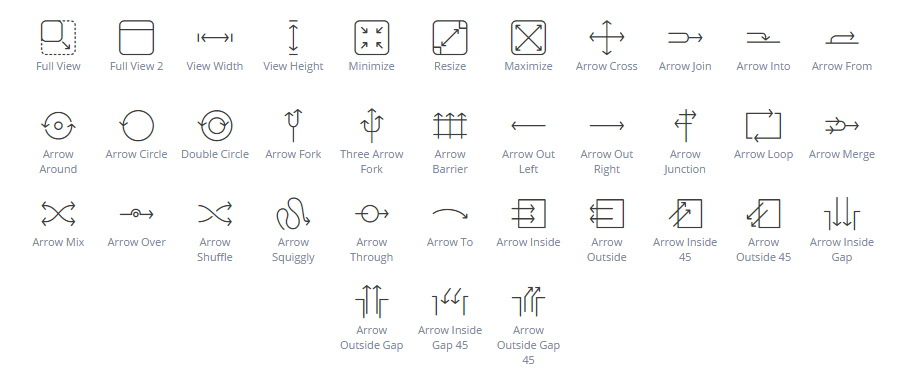 Full View
Full View 2
View Width
View Height
Minimize
Resize
Maximize
Arrow Cross
Arrow Join
Arrow Into
Arrow From
Arrow
Around
Arrow Circle
Double Circle
Arrow Fork
Three Arrow
Fork
Arrow
Barrier
Arrow Out
Left
Arrow Out
Right
Arrow
Junction
Arrow Loop
Arrow Merge
Arrow Mix
Arrow Over
Arrow
Shuffle
Arrow
Squiggly
Arrow
Through
Arrow To
Arrow Inside
Arrow
Outside
Arrow Inside
45
Arrow
Outside 45
Arrow Inside
Gap
Arrow
Outside Gap
Arrow Inside
Gap 45
Arrow
Outside Gap
45